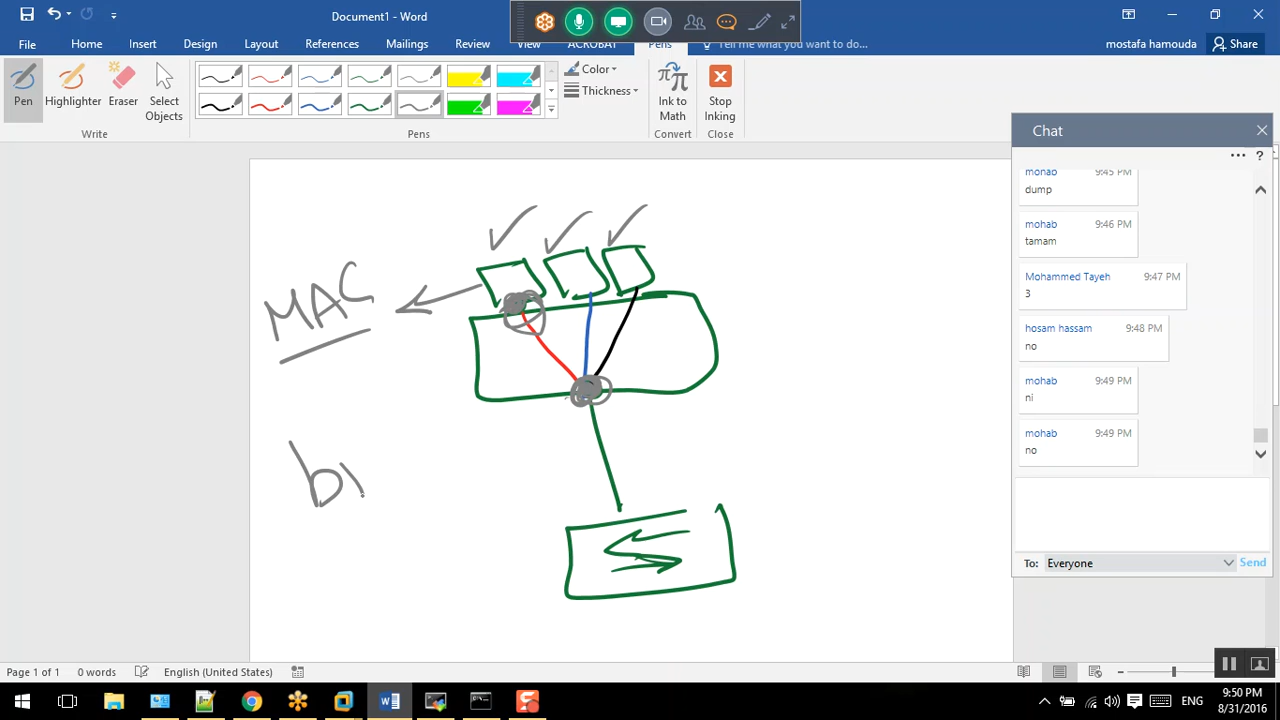 Document1 - Word
File Home Insert Design Layout References Mailings Review View ACROBAT Pens Tell me what you want to do... mostafa hamouda Share
Pen Highlighter Eraser Select Objects
Color
Thickness
Ink to Math
Stop Inking
Write Pens Convert Close
MAC
Chat
... ?
mohab 9:45 PM
dump
mohab 9:46 PM
tamam
Mohammed Tayeh 9:47 PM
3
hosam hassam 9:48 PM
no
mohab 9:49 PM
ni
mohab 9:49 PM
no
To: Everyone Send
Page 1 of 1 0 words English (United States)
ENG
9:50 PM
8/31/2016